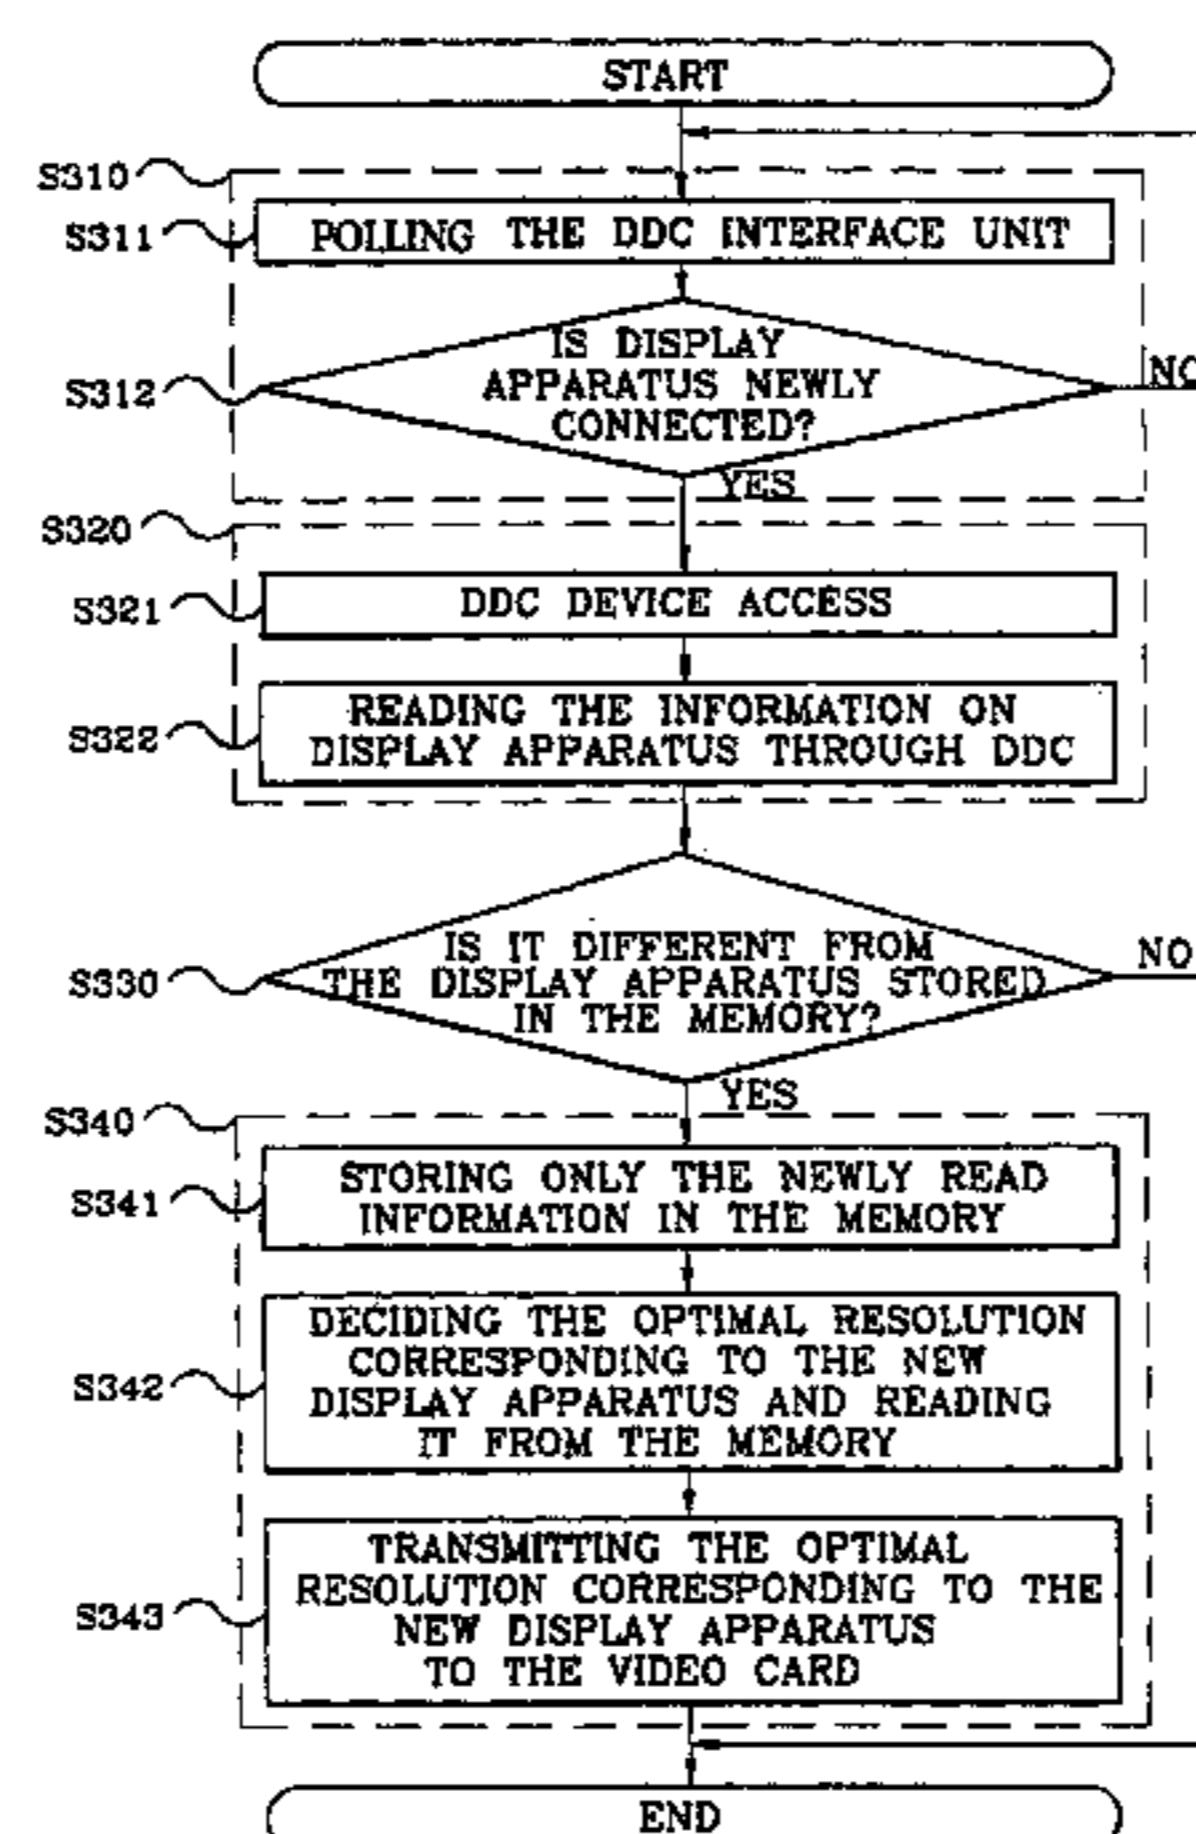 START
S310
S311
POLLING THE DDC INTERFACE UNIT
S312
IS DISPLAY
APPARATUS NEWLY
CONNECTED?
NO
YES
S320
S321
DDC DEVICE ACCESS
S322
READING THE INFORMATION ON
DISPLAY APPARATUS THROUGH DDC
S330
IS IT DIFFERENT FROM
THE DISPLAY APPARATUS STORED
IN THE MEMORY?
NO
YES
S340
S341
STORING ONLY THE NEWLY READ
INFORMATION IN THE MEMORY
S342
DECIDING THE OPTIMAL RESOLUTION
CORRESPONDING TO THE NEW
DISPLAY APPARATUS AND READING
IT FROM THE MEMORY
S343
TRANSMITTING THE OPTIMAL
RESOLUTION CORRESPONDING TO THE
NEW DISPLAY APPARATUS
TO THE VIDEO CARD
END